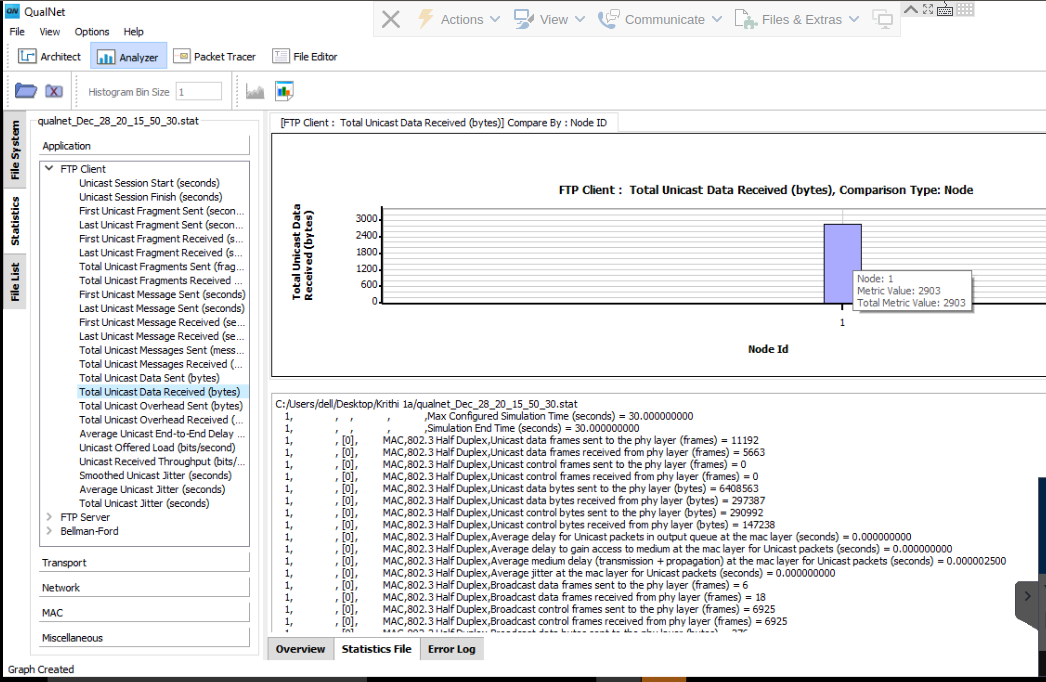 QN QualNet
File View Options Help
Actions View Communicate Files & Extras
Architect Analyzer Packet Tracer File Editor
Histogram Bin Size 1
File System
Statistics
File List
qualnet_Dec_28_20_15_50_30.stat
Application
FTP Client
Unicast Session Start (seconds)
Unicast Session Finish (seconds)
First Unicast Fragment Sent (secon...
Last Unicast Fragment Sent (secon...
First Unicast Fragment Received (s...
Last Unicast Fragment Received (s...
Total Unicast Fragments Sent (frag...
Total Unicast Fragments Received ...
First Unicast Message Sent (seconds)
Last Unicast Message Sent (seconds)
First Unicast Message Received (se...
Last Unicast Message Received (se...
Total Unicast Messages Sent (mess...
Total Unicast Messages Received (...
Total Unicast Data Sent (bytes)
Total Unicast Data Received (bytes)
Total Unicast Overhead Sent (bytes)
Total Unicast Overhead Received (...
Average Unicast End-to-End Delay ...
Unicast Offered Load (bits/second)
Unicast Received Throughput (bits/...
Smoothed Unicast Jitter (seconds)
Average Unicast Jitter (seconds)
Total Unicast Jitter (seconds)
FTP Server
Bellman-Ford
Transport
Network
MAC
Miscellaneous
Graph Created
[FTP Client : Total Unicast Data Received (bytes)] Compare By : Node ID
FTP Client : Total Unicast Data Received (bytes), Comparison Type: Node
Total Unicast Data
Received (bytes)
3000
2400
1800
1200
600
0
Node: 1
Metric Value: 2903
Total Metric Value: 2903
1
Node Id
C:/Users/dell/Desktop/Krithi 1a/qualnet_Dec_28_20_15_50_30.stat
1, , , , ,Max Configured Simulation Time (seconds) = 30.000000000
1, , , , ,Simulation End Time (seconds) = 30.000000000
1, , [0], MAC,802.3 Half Duplex,Unicast data frames sent to the phy layer (frames) = 11192
1, , [0], MAC,802.3 Half Duplex,Unicast data frames received from phy layer (frames) = 5663
1, , [0], MAC,802.3 Half Duplex,Unicast control frames sent to the phy layer (frames) = 0
1, , [0], MAC,802.3 Half Duplex,Unicast control frames received from phy layer (frames) = 0
1, , [0], MAC,802.3 Half Duplex,Unicast data bytes sent to the phy layer (bytes) = 6408563
1, , [0], MAC,802.3 Half Duplex,Unicast data bytes received from phy layer (bytes) = 297387
1, , [0], MAC,802.3 Half Duplex,Unicast control bytes sent to the phy layer (bytes) = 290992
1, , [0], MAC,802.3 Half Duplex,Unicast control bytes received from phy layer (bytes) = 147238
1, , [0], MAC,802.3 Half Duplex,Average delay for Unicast packets in output queue at the mac layer (seconds) = 0.000000000
1, , [0], MAC,802.3 Half Duplex,Average delay to gain access to medium at the mac layer for Unicast packets (seconds) = 0.000000000
1, , [0], MAC,802.3 Half Duplex,Average medium delay (transmission + propagation) at the mac layer for Unicast packets (seconds) = 0.000002500
1, , [0], MAC,802.3 Half Duplex,Average jitter at the mac layer for Unicast packets (seconds) = 0.000000000
1, , [0], MAC,802.3 Half Duplex,Broadcast data frames sent to the phy layer (frames) = 6
1, , [0], MAC,802.3 Half Duplex,Broadcast data frames received from phy layer (frames) = 18
1, , [0], MAC,802.3 Half Duplex,Broadcast control frames sent to the phy layer (frames) = 6925
1, , [0], MAC,802.3 Half Duplex,Broadcast control frames received from phy layer (frames) = 6925
Overview Statistics File Error Log